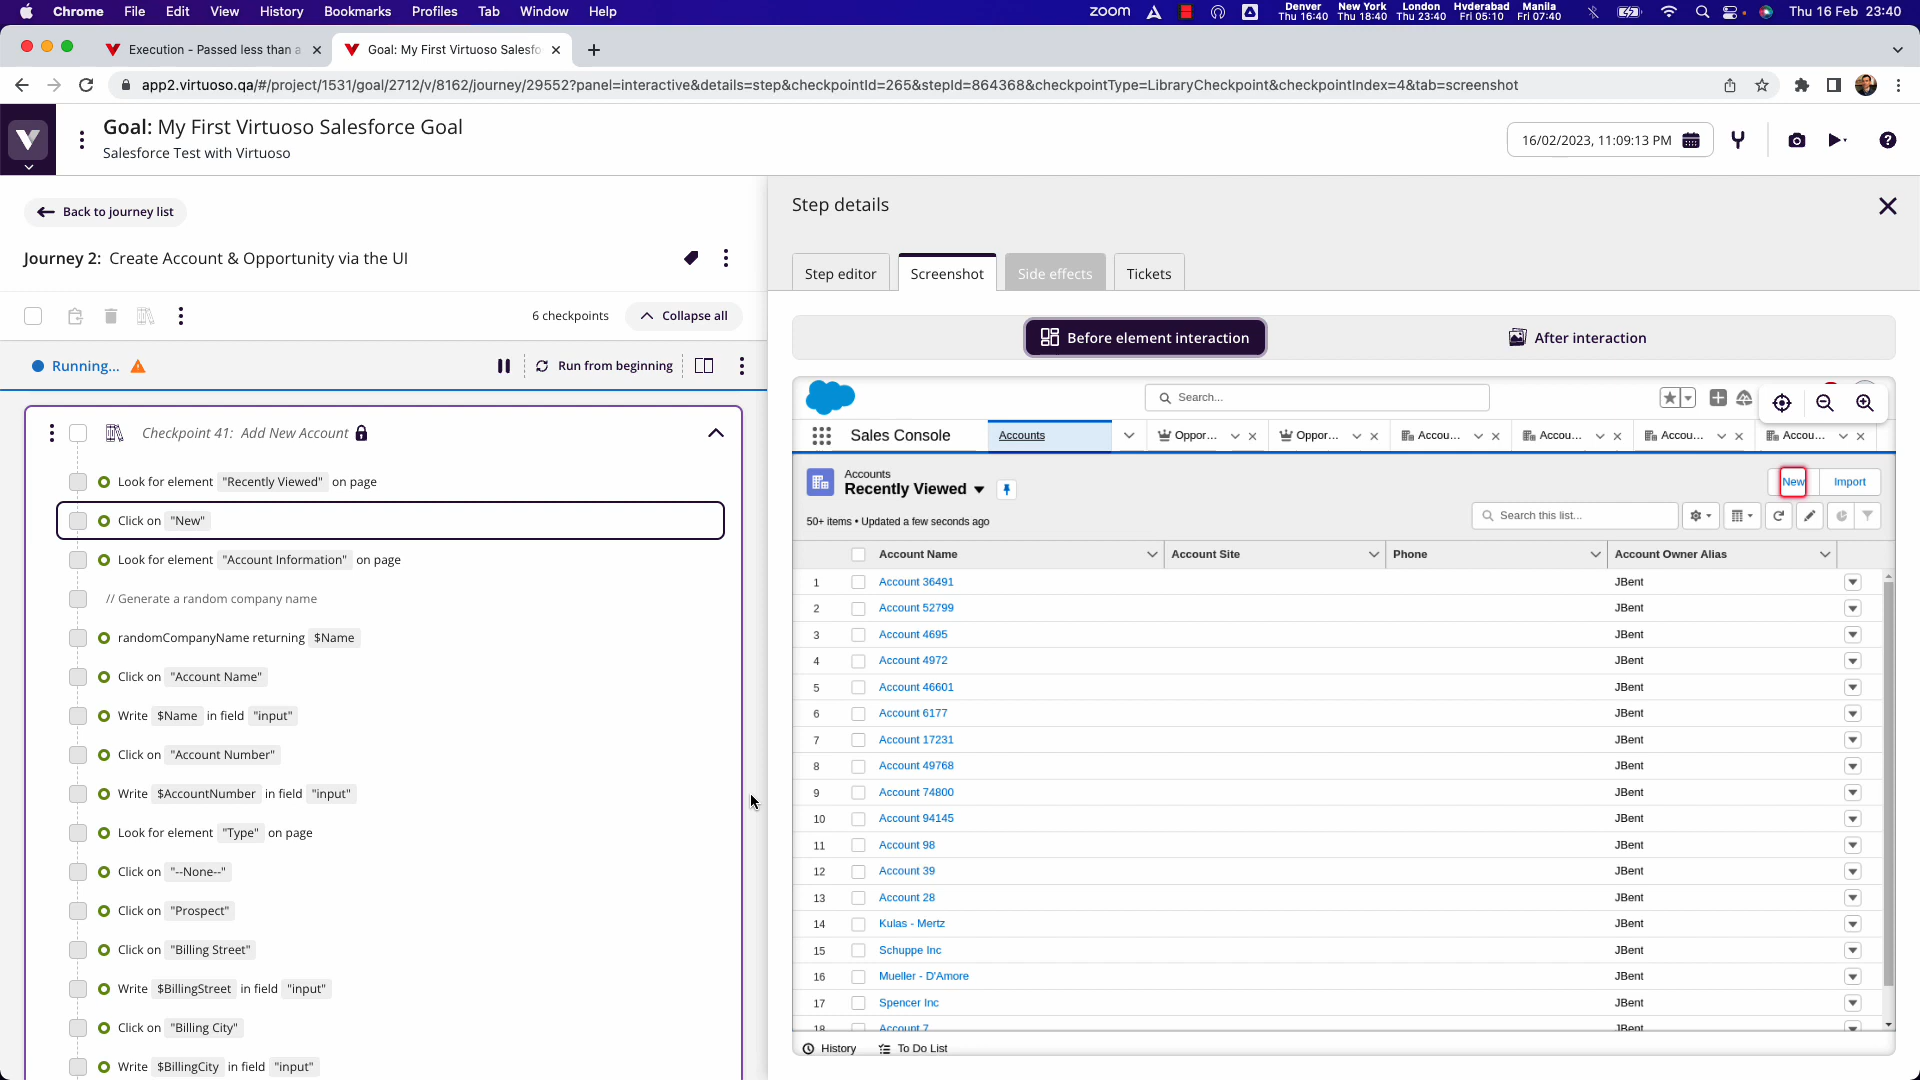 Chrome File Edit View History Bookmarks Profiles Tab Window Help
zoom
Denver Thu 16:40
New York Thu 18:40
London Thu 23:40
Hyderabad Fri 05:10
Manila Fri 07:40
Thu 16 Feb 23:40
Execution - Passed less than a
Goal: My First Virtuoso Salesfo
app2.virtuoso.qa/#/project/1531/goal/2712/v/8162/journey/29552?panel=interactive&details=step&checkpointId=265&stepId=864368&checkpointType=LibraryCheckpoint&checkpointIndex=4&tab=screenshot
Goal: My First Virtuoso Salesforce Goal
Salesforce Test with Virtuoso
16/02/2023, 11:09:13 PM
Back to journey list
Journey 2: Create Account & Opportunity via the UI
6 checkpoints
Collapse all
Running...
Run from beginning
Checkpoint 41: Add New Account
Look for element "Recently Viewed" on page
Click on "New"
Look for element "Account Information" on page
// Generate a random company name
randomCompanyName returning $Name
Click on "Account Name"
Write $Name in field "input"
Click on "Account Number"
Write $AccountNumber in field "input"
Look for element "Type" on page
Click on "--None--"
Click on "Prospect"
Click on "Billing Street"
Write $BillingStreet in field "input"
Click on "Billing City"
Write $BillingCity in field "input"
Step details
Step editor
Screenshot
Side effects
Tickets
Before element interaction
After interaction
Search...
Sales Console
Accounts
Oppor...
Oppor...
Accou...
Accou...
Accou...
Accou...
Accounts
Recently Viewed
New
Import
50+ items • Updated a few seconds ago
Search this list...
Account Name Account Site Phone Account Owner Alias
1 Account 36491 JBent
2 Account 52799 JBent
3 Account 4695 JBent
4 Account 4972 JBent
5 Account 46601 JBent
6 Account 6177 JBent
7 Account 17231 JBent
8 Account 49768 JBent
9 Account 74800 JBent
10 Account 94145 JBent
11 Account 98 JBent
12 Account 39 JBent
13 Account 28 JBent
14 Kulas - Mertz JBent
15 Schuppe Inc JBent
16 Mueller - D'Amore JBent
17 Spencer Inc JBent
18 Account 7 JBent
History
To Do List